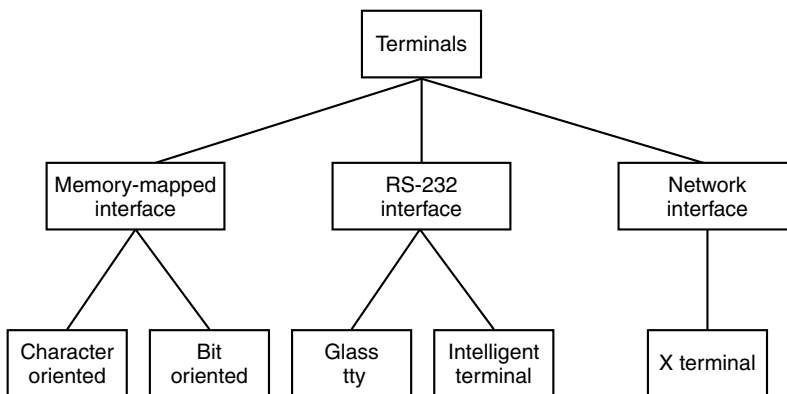 Terminals
Memory-mapped
interface
RS-232
interface
Network
interface
Character
oriented
Bit
oriented
Glass
tty
Intelligent
terminal
X terminal